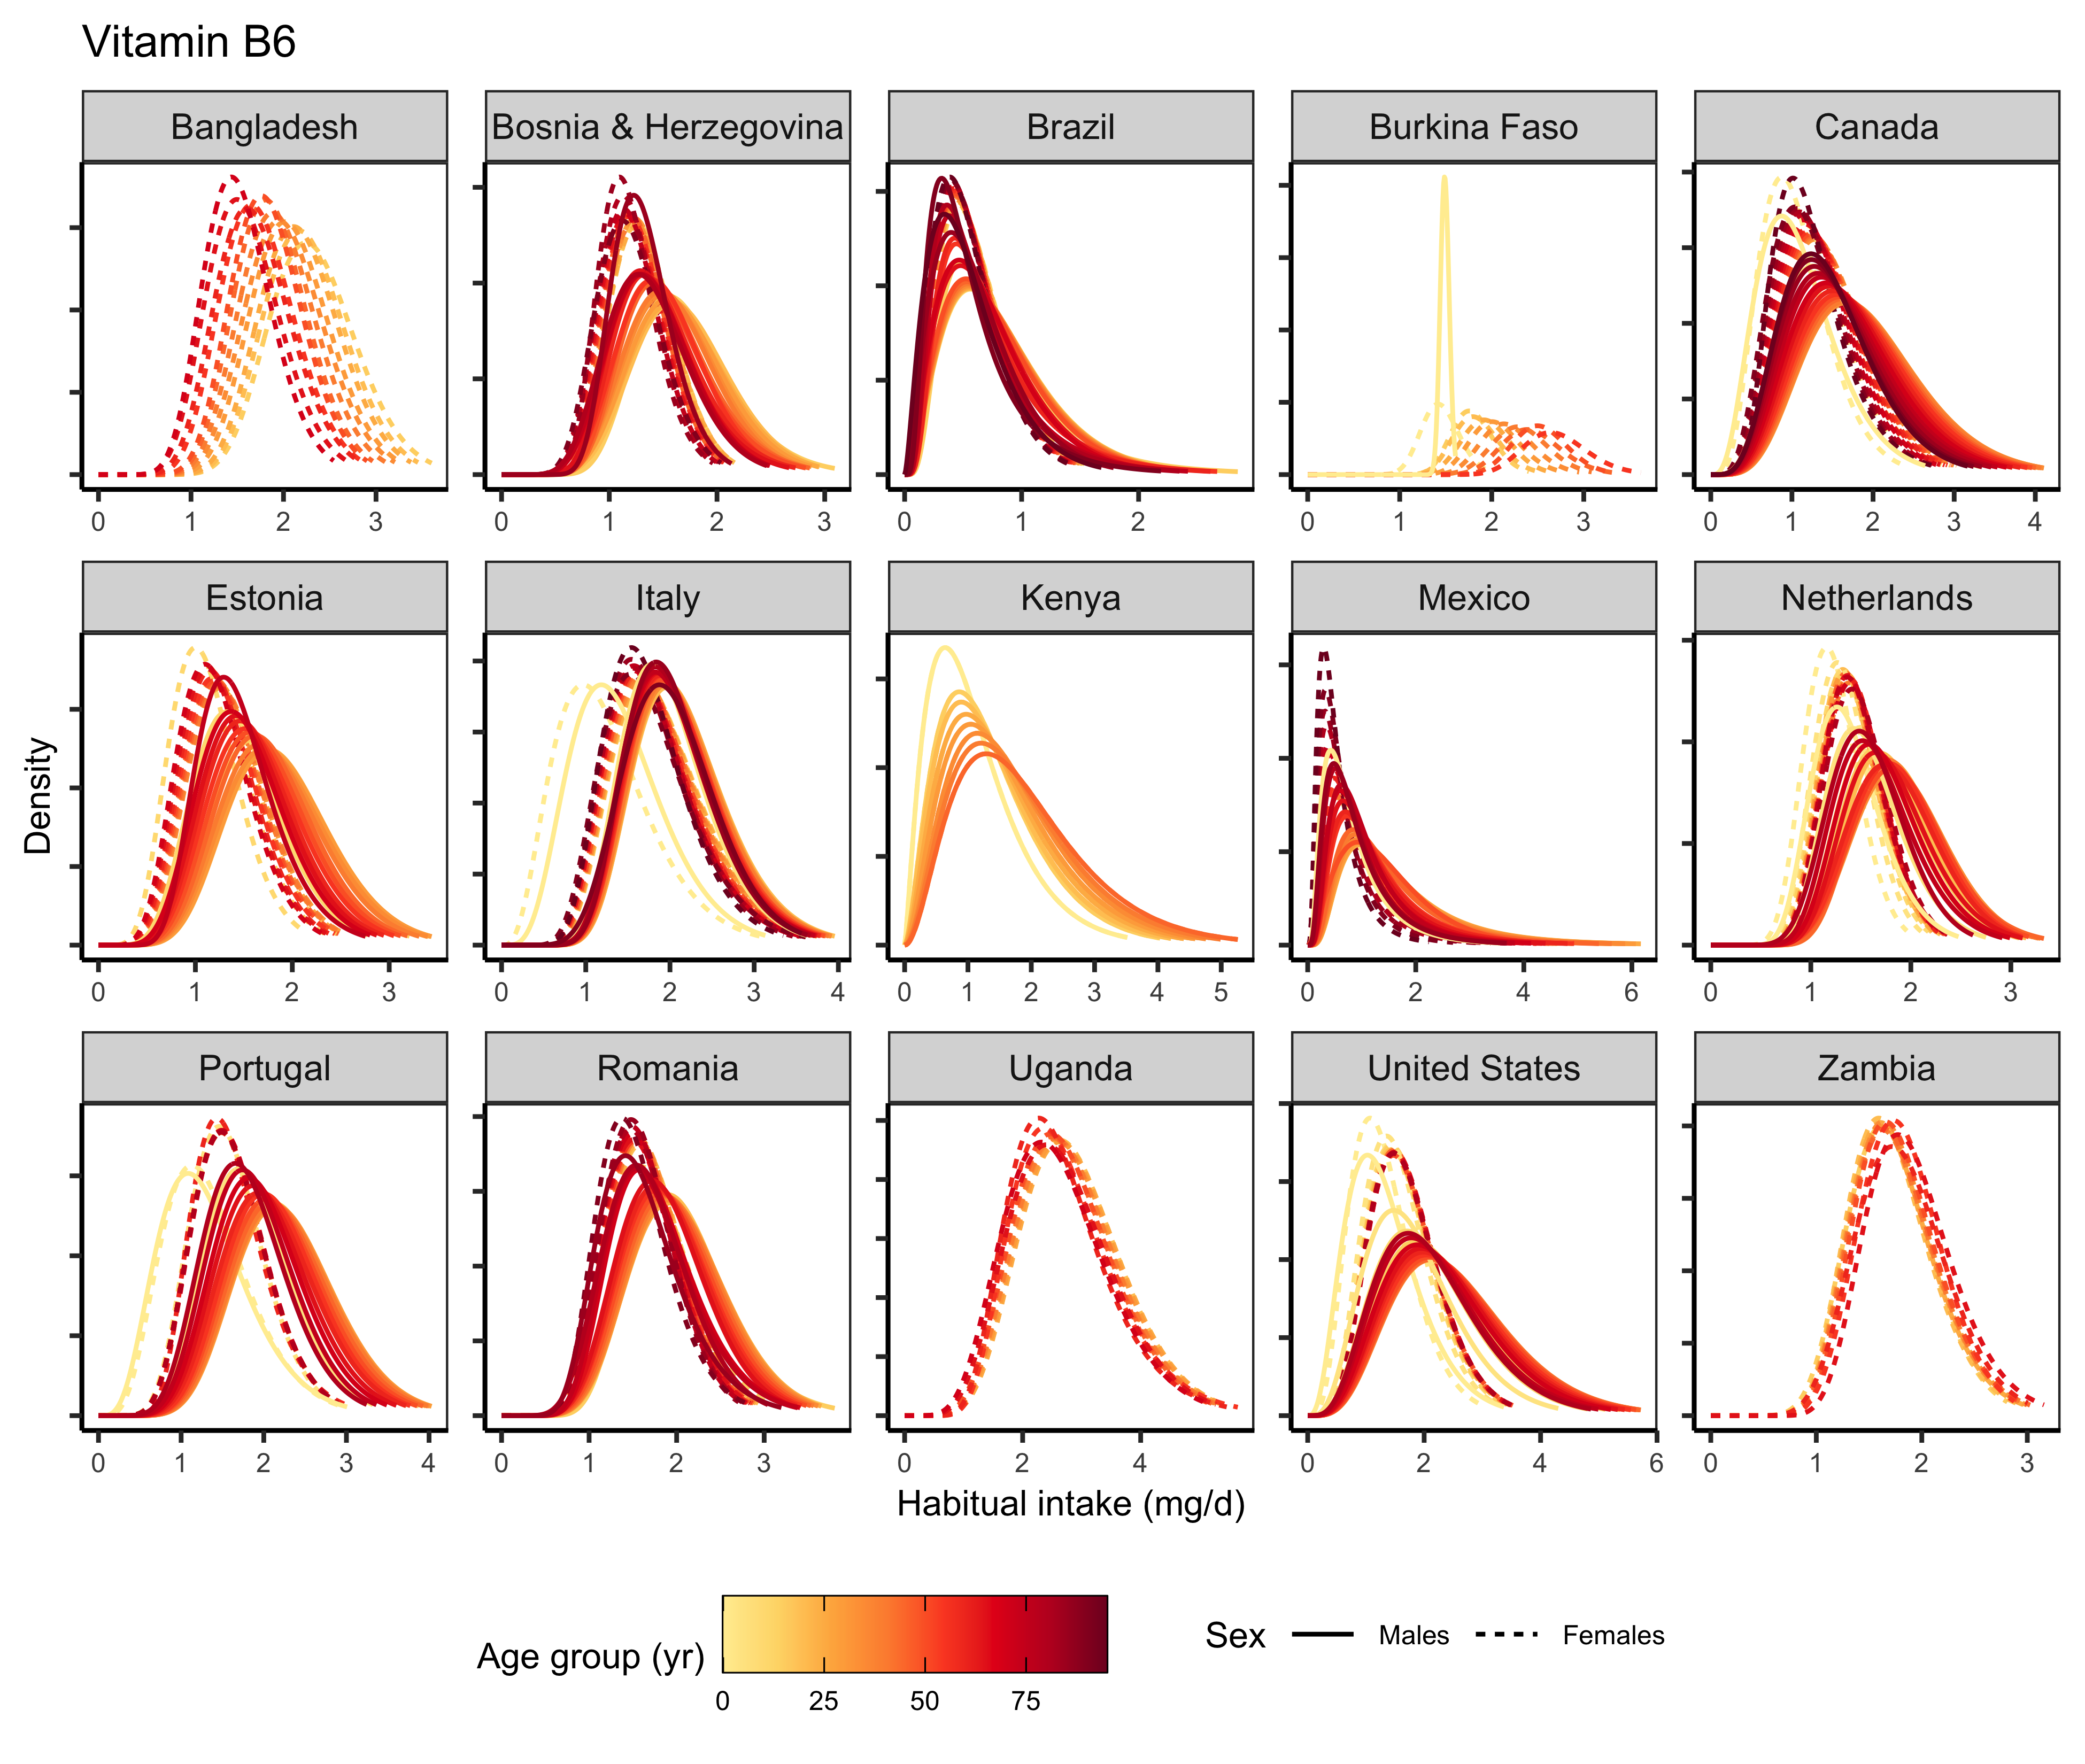 Vitamin B6
Bangladesh Bosnia & Herzegovina Brazil Burkina Faso Canada
0 1 2 3 0 1 2 3 0 1 2 0 1 2 3 0 1 2 3 4
Estonia Italy Kenya Mexico Netherlands
0 1 2 3 0 1 2 3 4 0 1 2 3 4 5 0 2 4 6 0 1 2 3
Density
Portugal Romania Uganda United States Zambia
0 1 2 3 4 0 1 2 3 0 2 4 0 2 4 6 0 1 2 3
Habitual intake (mg/d)
Age group (yr)
0 25 50 75
Sex Males Females